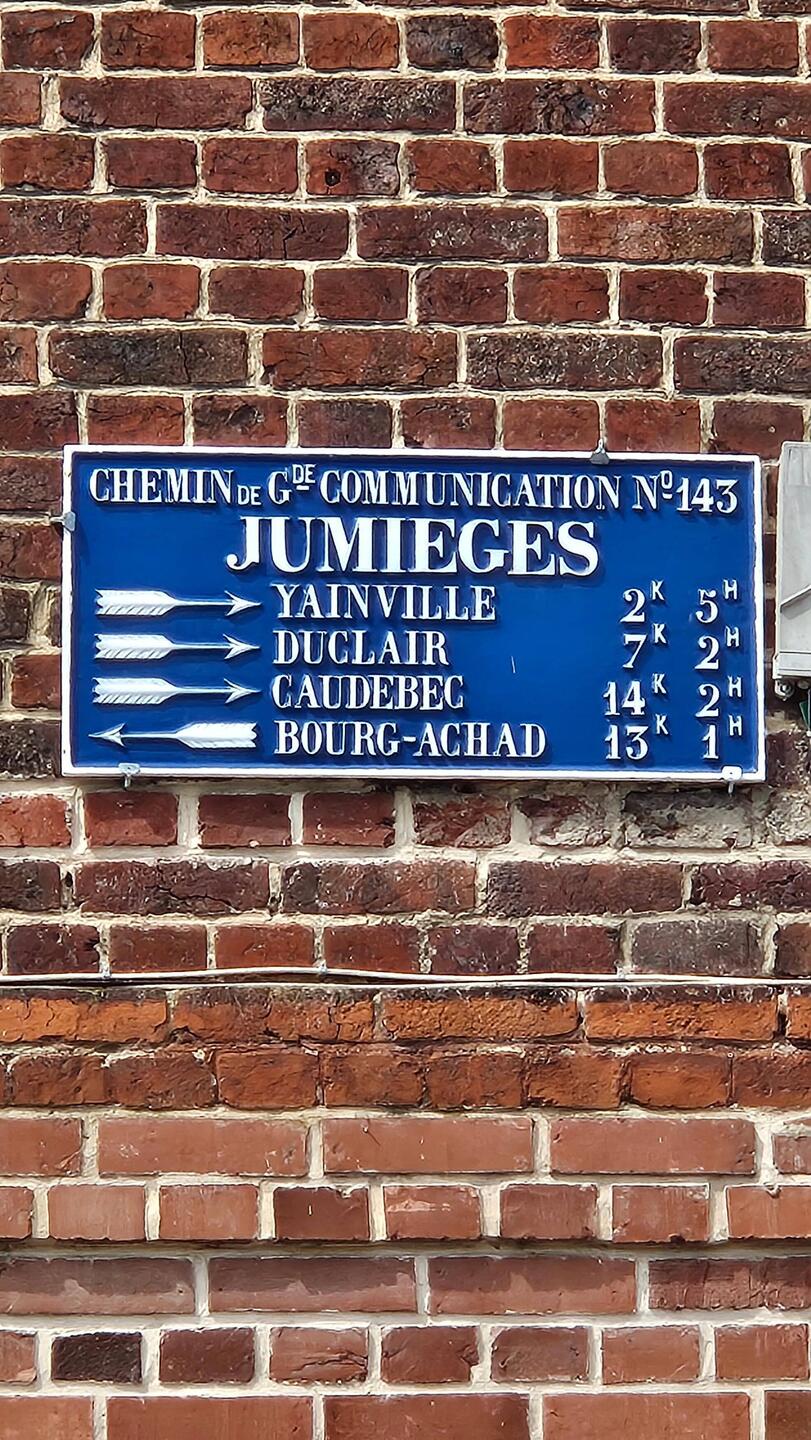 CHEMIN DE GDE COMMUNICATION Nº 143
JUMIEGES
YAINVILLE 2K 5H
DUCLAIR 7K 2H
CAUDEBEC 14K 2H
BOURG-ACHAD 13K 1H